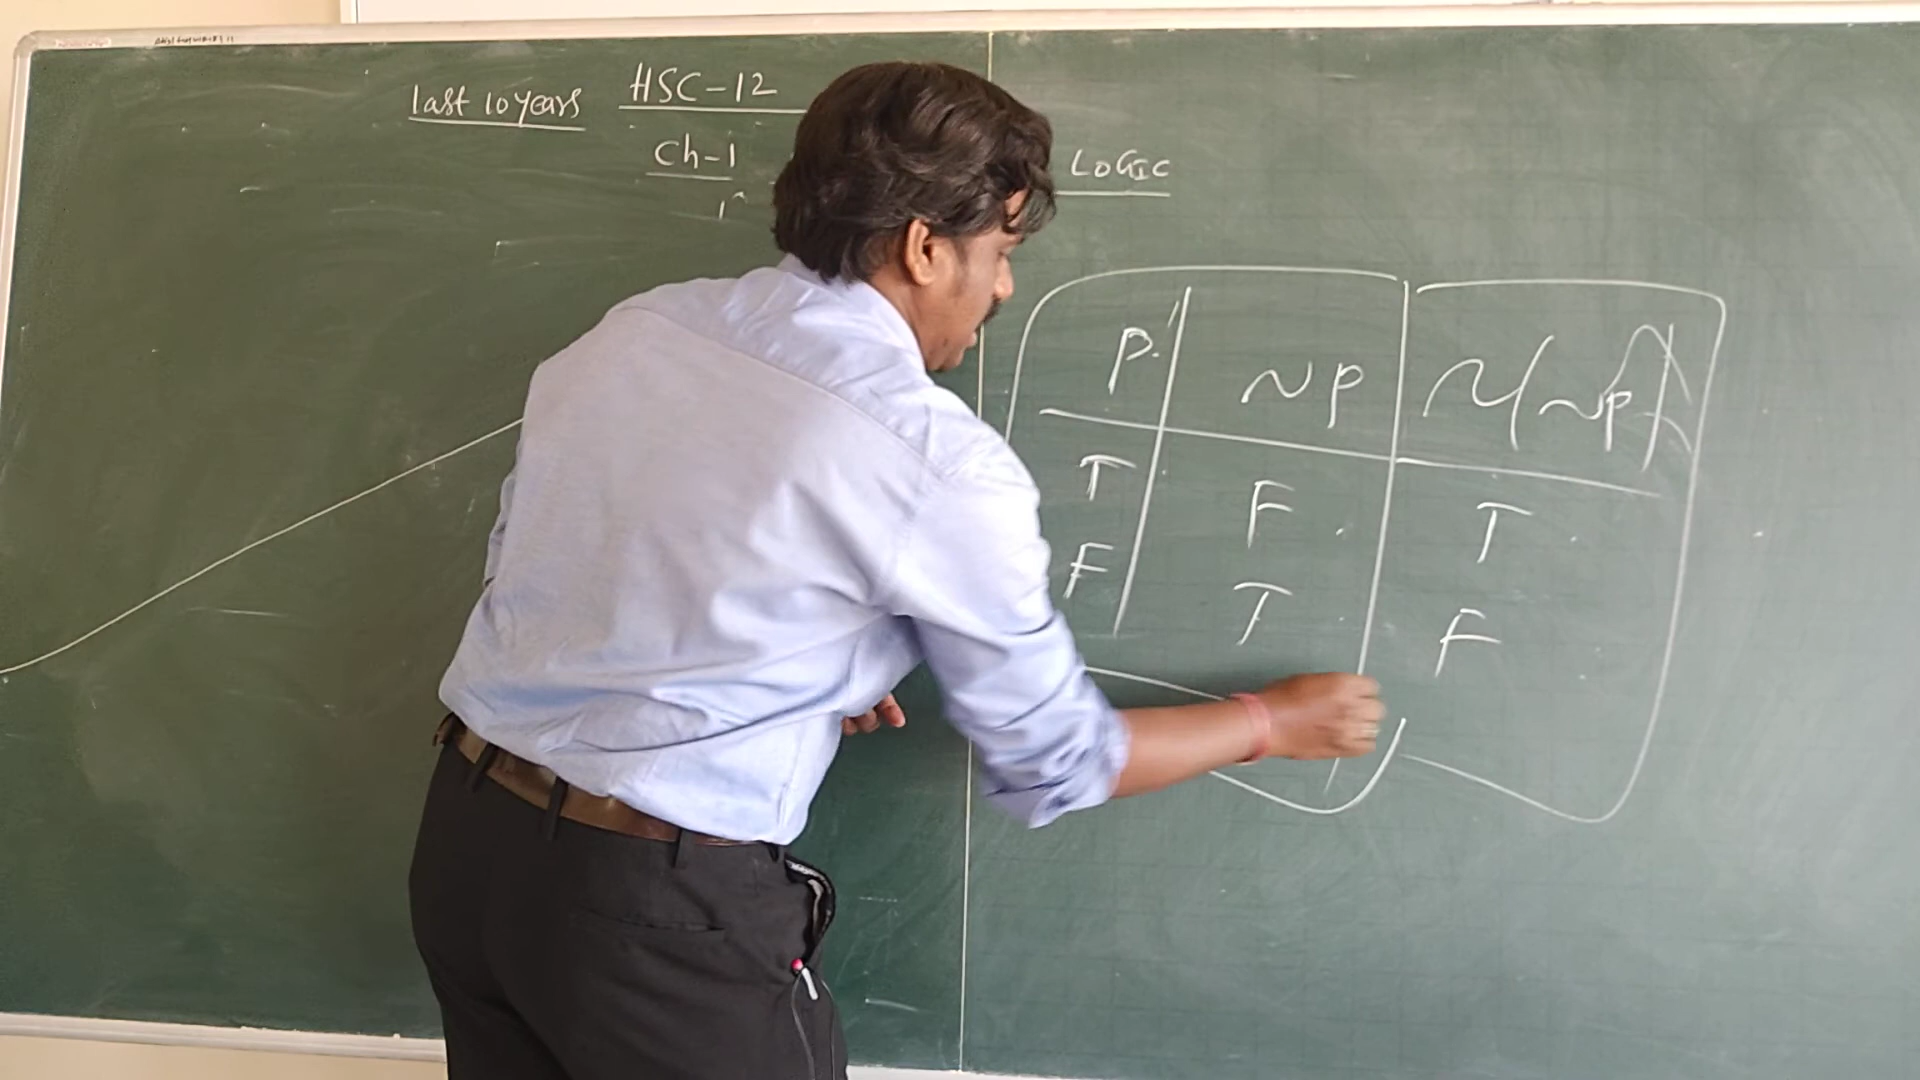 last 10 years HSC-12
Ch-1 LOGIC
P ~P ~(~P)
T F T
F T F